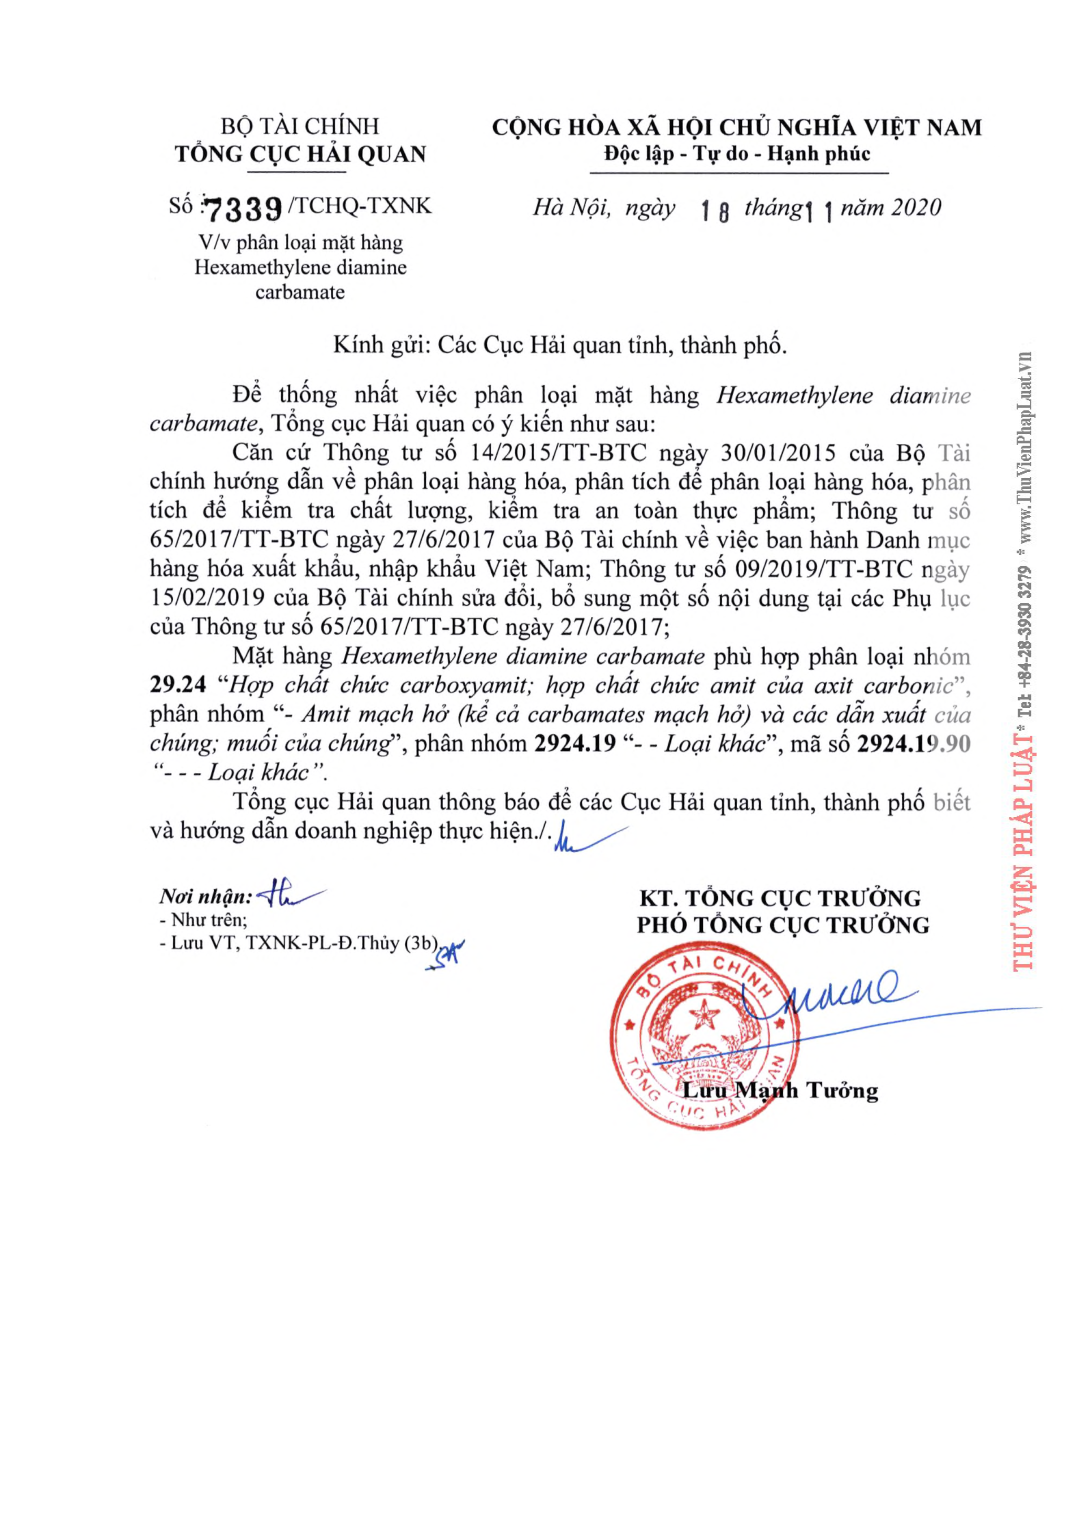 BỘ TÀI CHÍNH
TỔNG CỤC HẢI QUAN
CỘNG HÒA XÃ HỘI CHỦ NGHĨA VIỆT NAM
Độc lập - Tự do - Hạnh phúc
Số :7339 /TCHQ-TXNK
Hà Nội, ngày 18 tháng 11 năm 2020
V/v phân loại mặt hàng
Hexamethylene diamine
carbamate
Kính gửi: Các Cục Hải quan tỉnh, thành phố.
Để thống nhất việc phân loại mặt hàng Hexamethylene diamine
carbamate, Tổng cục Hải quan có ý kiến như sau:
Căn cứ Thông tư số 14/2015/TT-BTC ngày 30/01/2015 của Bộ Tài
chính hướng dẫn về phân loại hàng hóa, phân tích để phân loại hàng hóa, phân
tích để kiểm tra chất lượng, kiểm tra an toàn thực phẩm; Thông tư số
65/2017/TT-BTC ngày 27/6/2017 của Bộ Tài chính về việc ban hành Danh mục
hàng hóa xuất khẩu, nhập khẩu Việt Nam; Thông tư số 09/2019/TT-BTC ngày
15/02/2019 của Bộ Tài chính sửa đổi, bổ sung một số nội dung tại các Phụ lục
của Thông tư số 65/2017/TT-BTC ngày 27/6/2017;
Mặt hàng Hexamethylene diamine carbamate phù hợp phân loại nhóm
29.24 “Hợp chất chức carboxyamit; hợp chất chức amit của axit carbonic”,
phân nhóm “- Amit mạch hở (kể cả carbamates mạch hở) và các dẫn xuất của
chúng; muối của chúng”, phân nhóm 2924.19 “- - Loại khác”, mã số 2924.19.90
“- - - Loại khác”.
Tổng cục Hải quan thông báo để các Cục Hải quan tỉnh, thành phố biết
và hướng dẫn doanh nghiệp thực hiện./.
Nơi nhận:
- Như trên;
- Lưu VT, TXNK-PL-Đ.Thủy (3b).
KT. TỔNG CỤC TRƯỞNG
PHÓ TỔNG CỤC TRƯỞNG
BỘ TÀI CHÍNH
TỔNG CỤC HẢI QUAN
Lưu Mạnh Tưởng
THƯ VIỆN PHÁP LUẬT * Tel: +84-28-3930 3279 * www.ThuVienPhapLuat.vn